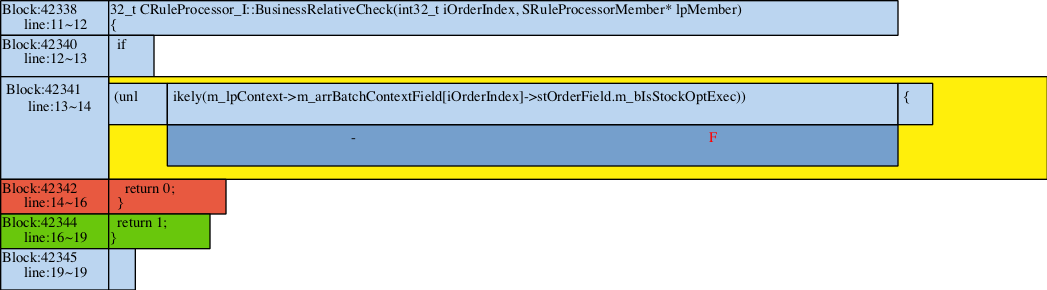 Block:42338 32_t CRuleProcessor_I::BusinessRelativeCheck(int32_t iOrderIndex, SRuleProcessorMember* lpMember)
line:11~12 {
Block:42340 if
line:12~13
Block:42341 (unl ikely(m_lpContext->m_arrBatchContextField[iOrderIndex]->stOrderField.m_bIsStockOptExec)) {
line:13~14
- F
Block:42342 return 0;
line:14~16 }
Block:42344 return 1;
line:16~19 }
Block:42345
line:19~19